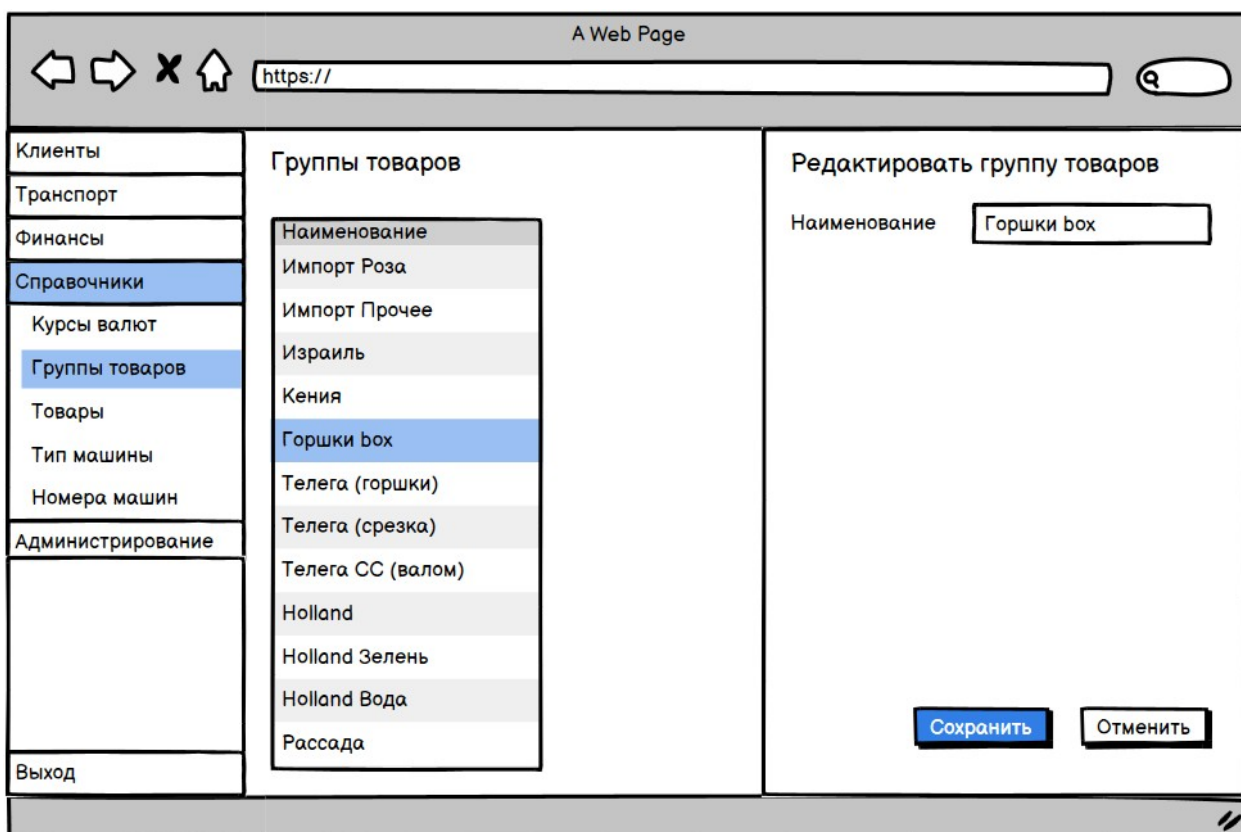 A Web Page
https://
Клиенты
Транспорт
Финансы
Справочники
Курсы валют
Группы товаров
Товары
Тип машины
Номера машин
Администрирование
Выход
Группы товаров
Наименование
Импорт Роза
Импорт Прочее
Израиль
Кения
Горшки box
Телега (горшки)
Телега (срезка)
Телега СС (валом)
Holland
Holland Зелень
Holland Вода
Рассада
Редактировать группу товаров
Наименование Горшки box
Сохранить Отменить